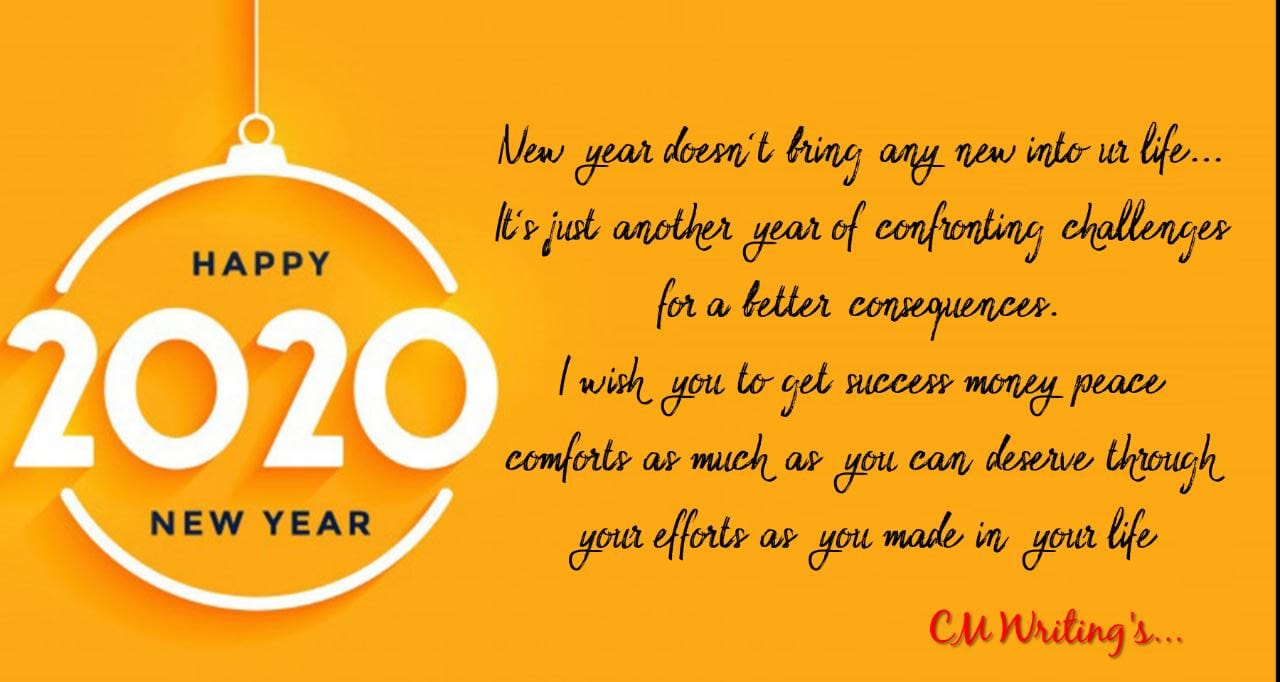 HAPPY
2020
NEW YEAR
New year doesn't bring any new into ur life...
It's just another year of confronting challenges
for a better consequences.
I wish you to get success money peace
comforts as much as you can deserve through
your efforts as you made in your life
CM Writing's...